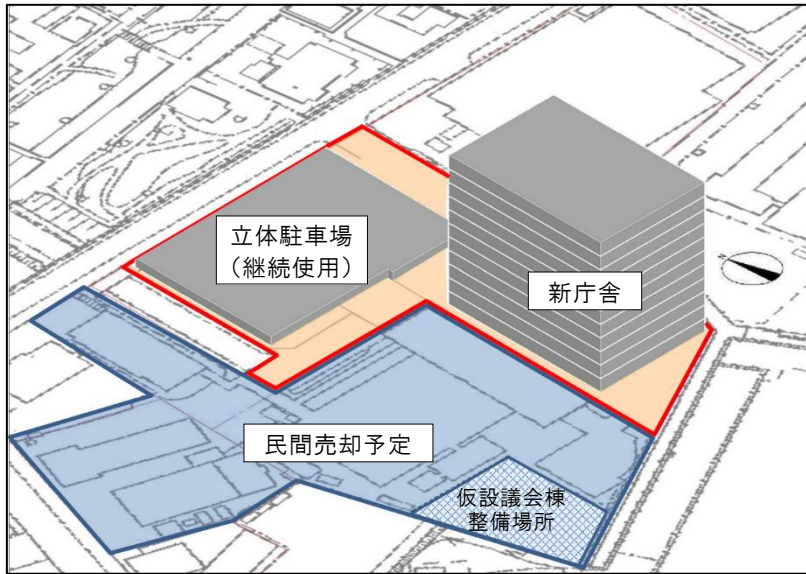 立体駐車場
（継続使用）
新庁舎
N
民間売却予定
仮設議会棟
整備場所